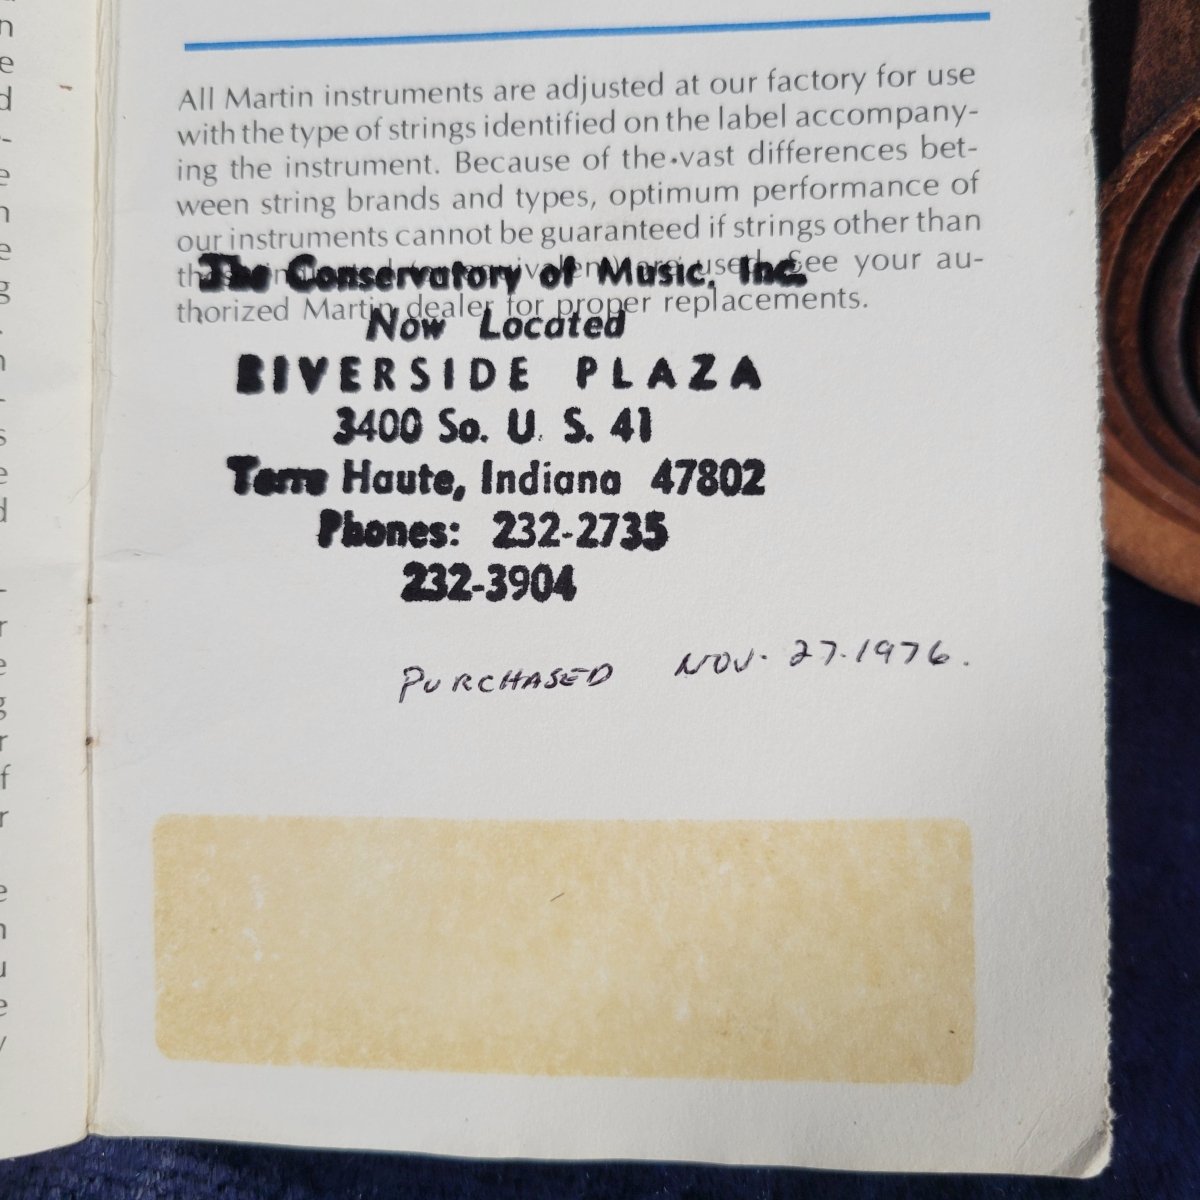 All Martin instruments are adjusted at our factory for use
with the type of strings identified on the label accompany-
ing the instrument. Because of the vast differences bet-
ween string brands and types, optimum performance of
our instruments cannot be guaranteed if strings other than
used. See your au-
thorized Martin dealer for proper replacements.
The Conservatory of Music, Inc.
Now Located
RIVERSIDE PLAZA
3400 So. U. S. 41
Terre Haute, Indiana 47802
Phones: 232-2735
232-3904
PURCHASED NOV. 27.1976.